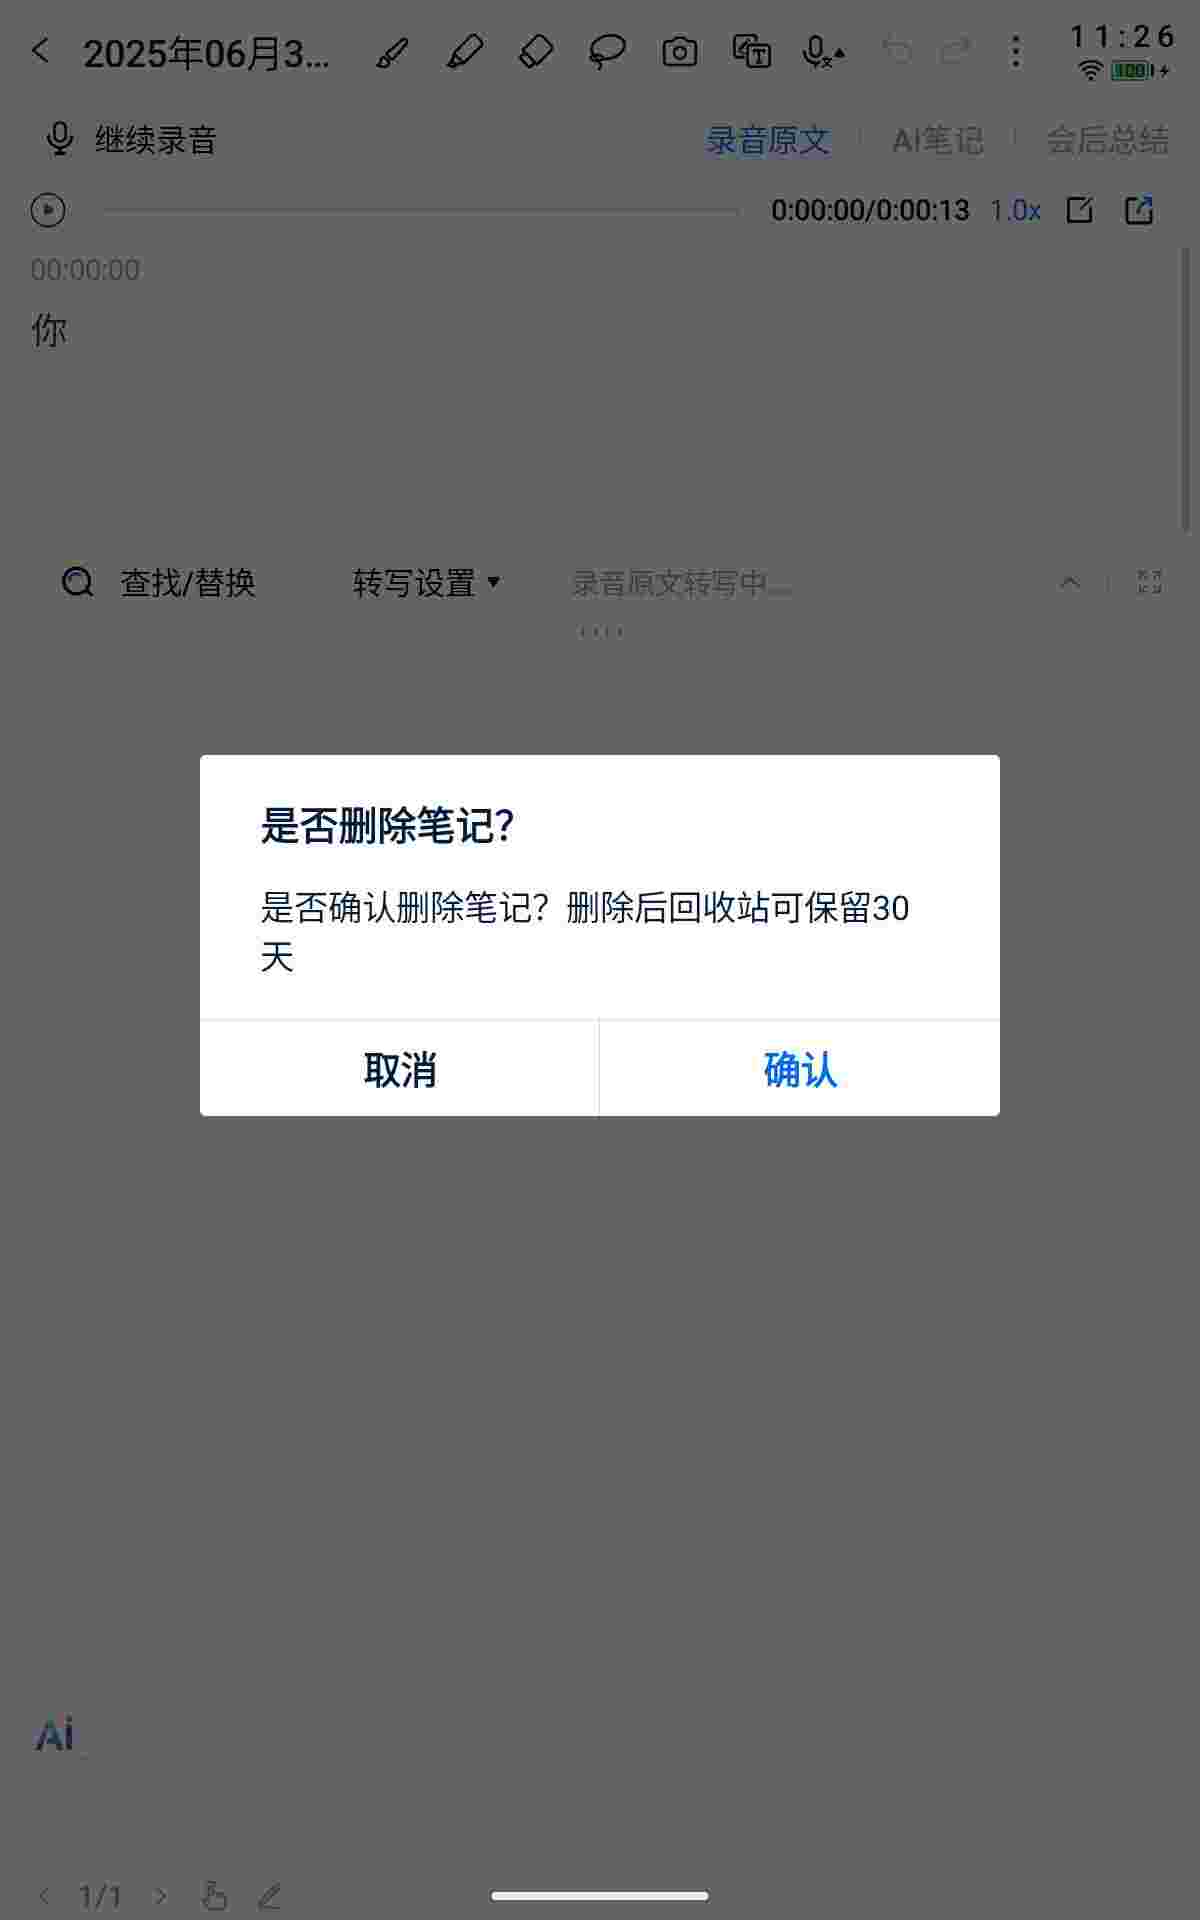 2025年06月3...
11:26
100
继续录音
录音原文
AI笔记
会后总结
0:00:00/0:00:13
1.0x
00:00:00
你
查找/替换
转写设置
录音原文转写中...
是否删除笔记？
是否确认删除笔记？删除后回收站可保留30
天
取消
确认
Ai
1/1